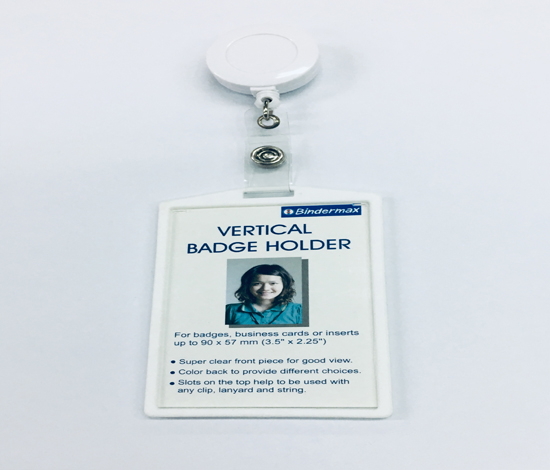 Bindermax
VERTICAL
BADGE HOLDER
For badges, business cards or inserts
up to 90 x 57 mm (3.5" x 2.25")
• Super clear front piece for good view.
• Color back to provide different choices.
• Slots on the top help to be used with
any clip, lanyard and string.